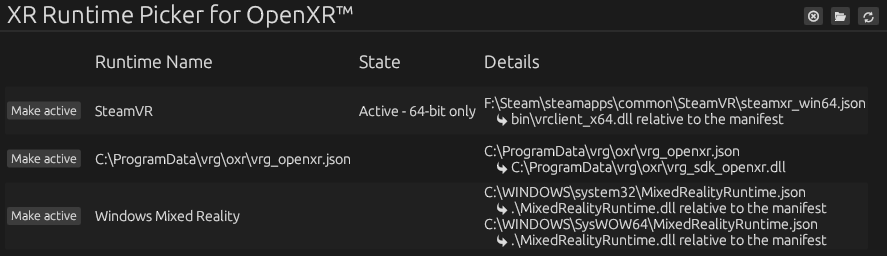 XR Runtime Picker for OpenXR™
Runtime Name State Details
Make active SteamVR Active - 64-bit only F:\Steam\steamapps\common\SteamVR\steamxr_win64.json
↳ bin\vrclient_x64.dll relative to the manifest
Make active C:\ProgramData\vrg\oxr\vrg_openxr.json C:\ProgramData\vrg\oxr\vrg_openxr.json
↳ C:\ProgramData\vrg\oxr\vrg_sdk_openxr.dll
Make active Windows Mixed Reality C:\WINDOWS\system32\MixedRealityRuntime.json
↳ .\MixedRealityRuntime.dll relative to the manifest
C:\WINDOWS\SysWOW64\MixedRealityRuntime.json
↳ .\MixedRealityRuntime.dll relative to the manifest